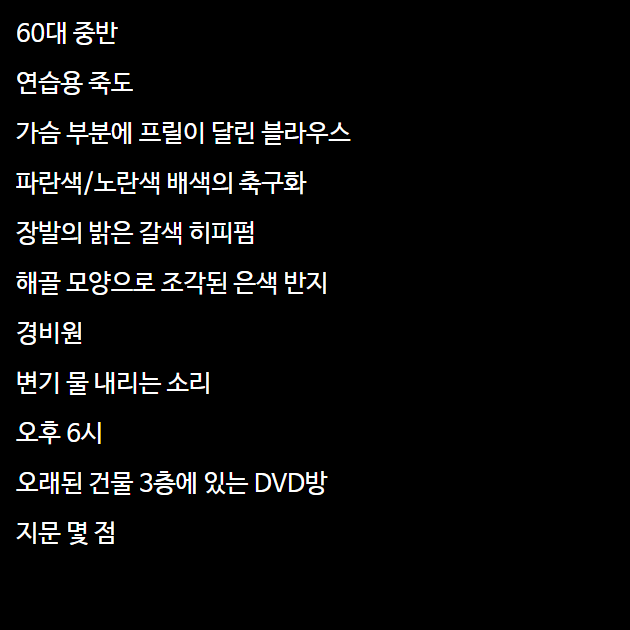 60대 중반
연습용 죽도
가슴 부분에 프릴이 달린 블라우스
파란색/노란색 배색의 축구화
장발의 밝은 갈색 히피펌
해골 모양으로 조각된 은색 반지
경비원
변기 물 내리는 소리
오후 6시
오래된 건물 3층에 있는 DVD방
지문 몇 점